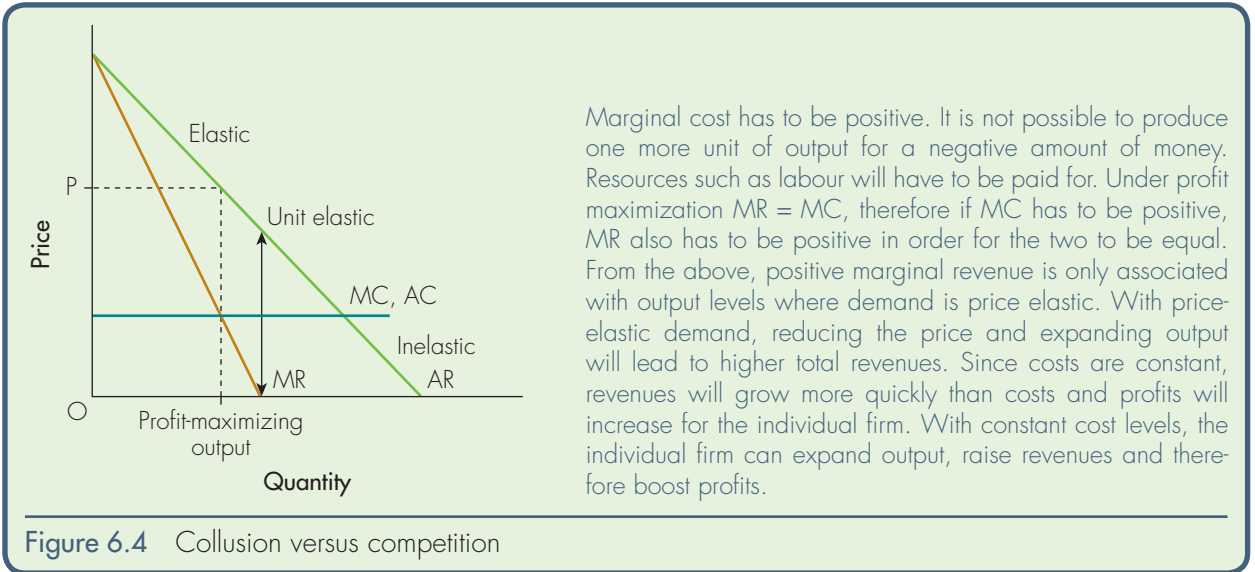 Elastic
P
Unit elastic
Price
MC, AC
Inelastic
MR
AR
O
Profit-maximizing
output
Quantity
Marginal cost has to be positive. It is not possible to produce
one more unit of output for a negative amount of money.
Resources such as labour will have to be paid for. Under profit
maximization MR = MC, therefore if MC has to be positive,
MR also has to be positive in order for the two to be equal.
From the above, positive marginal revenue is only associated
with output levels where demand is price elastic. With price-
elastic demand, reducing the price and expanding output
will lead to higher total revenues. Since costs are constant,
revenues will grow more quickly than costs and profits will
increase for the individual firm. With constant cost levels, the
individual firm can expand output, raise revenues and there-
fore boost profits.
Figure 6.4 Collusion versus competition